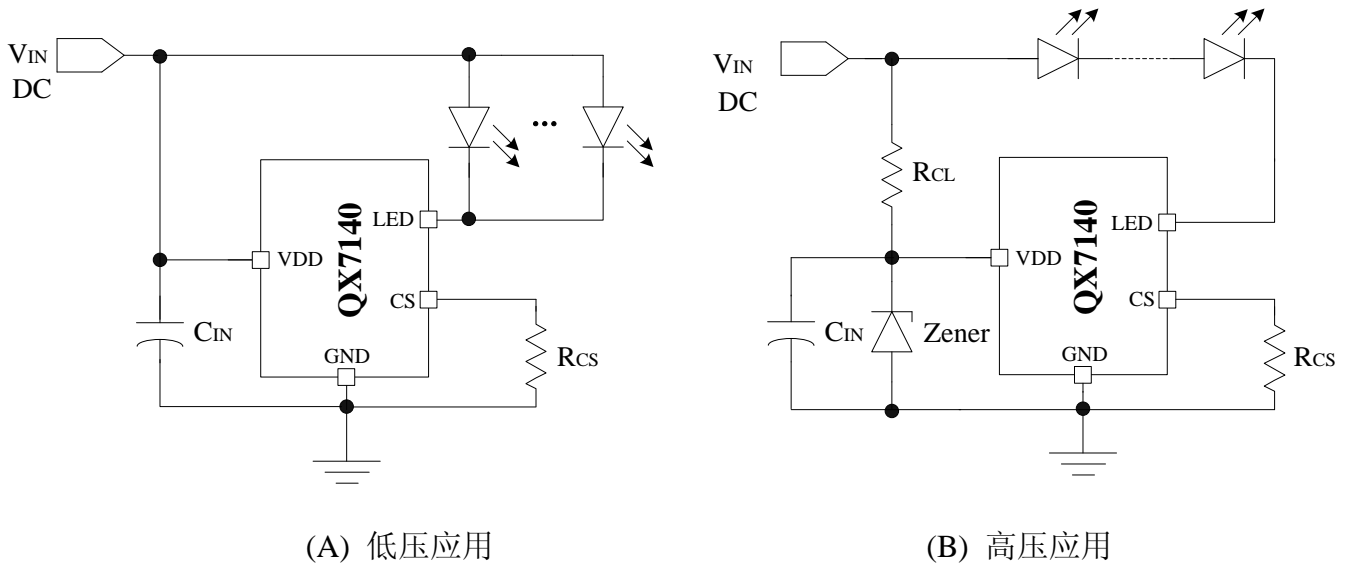 VIN
DC
...
QX7140
LED
VDD
CS
GND
CIN
RCS
(A) 低压应用
VIN
DC
RCL
QX7140
LED
VDD
CS
GND
CIN
Zener
RCS
(B) 高压应用